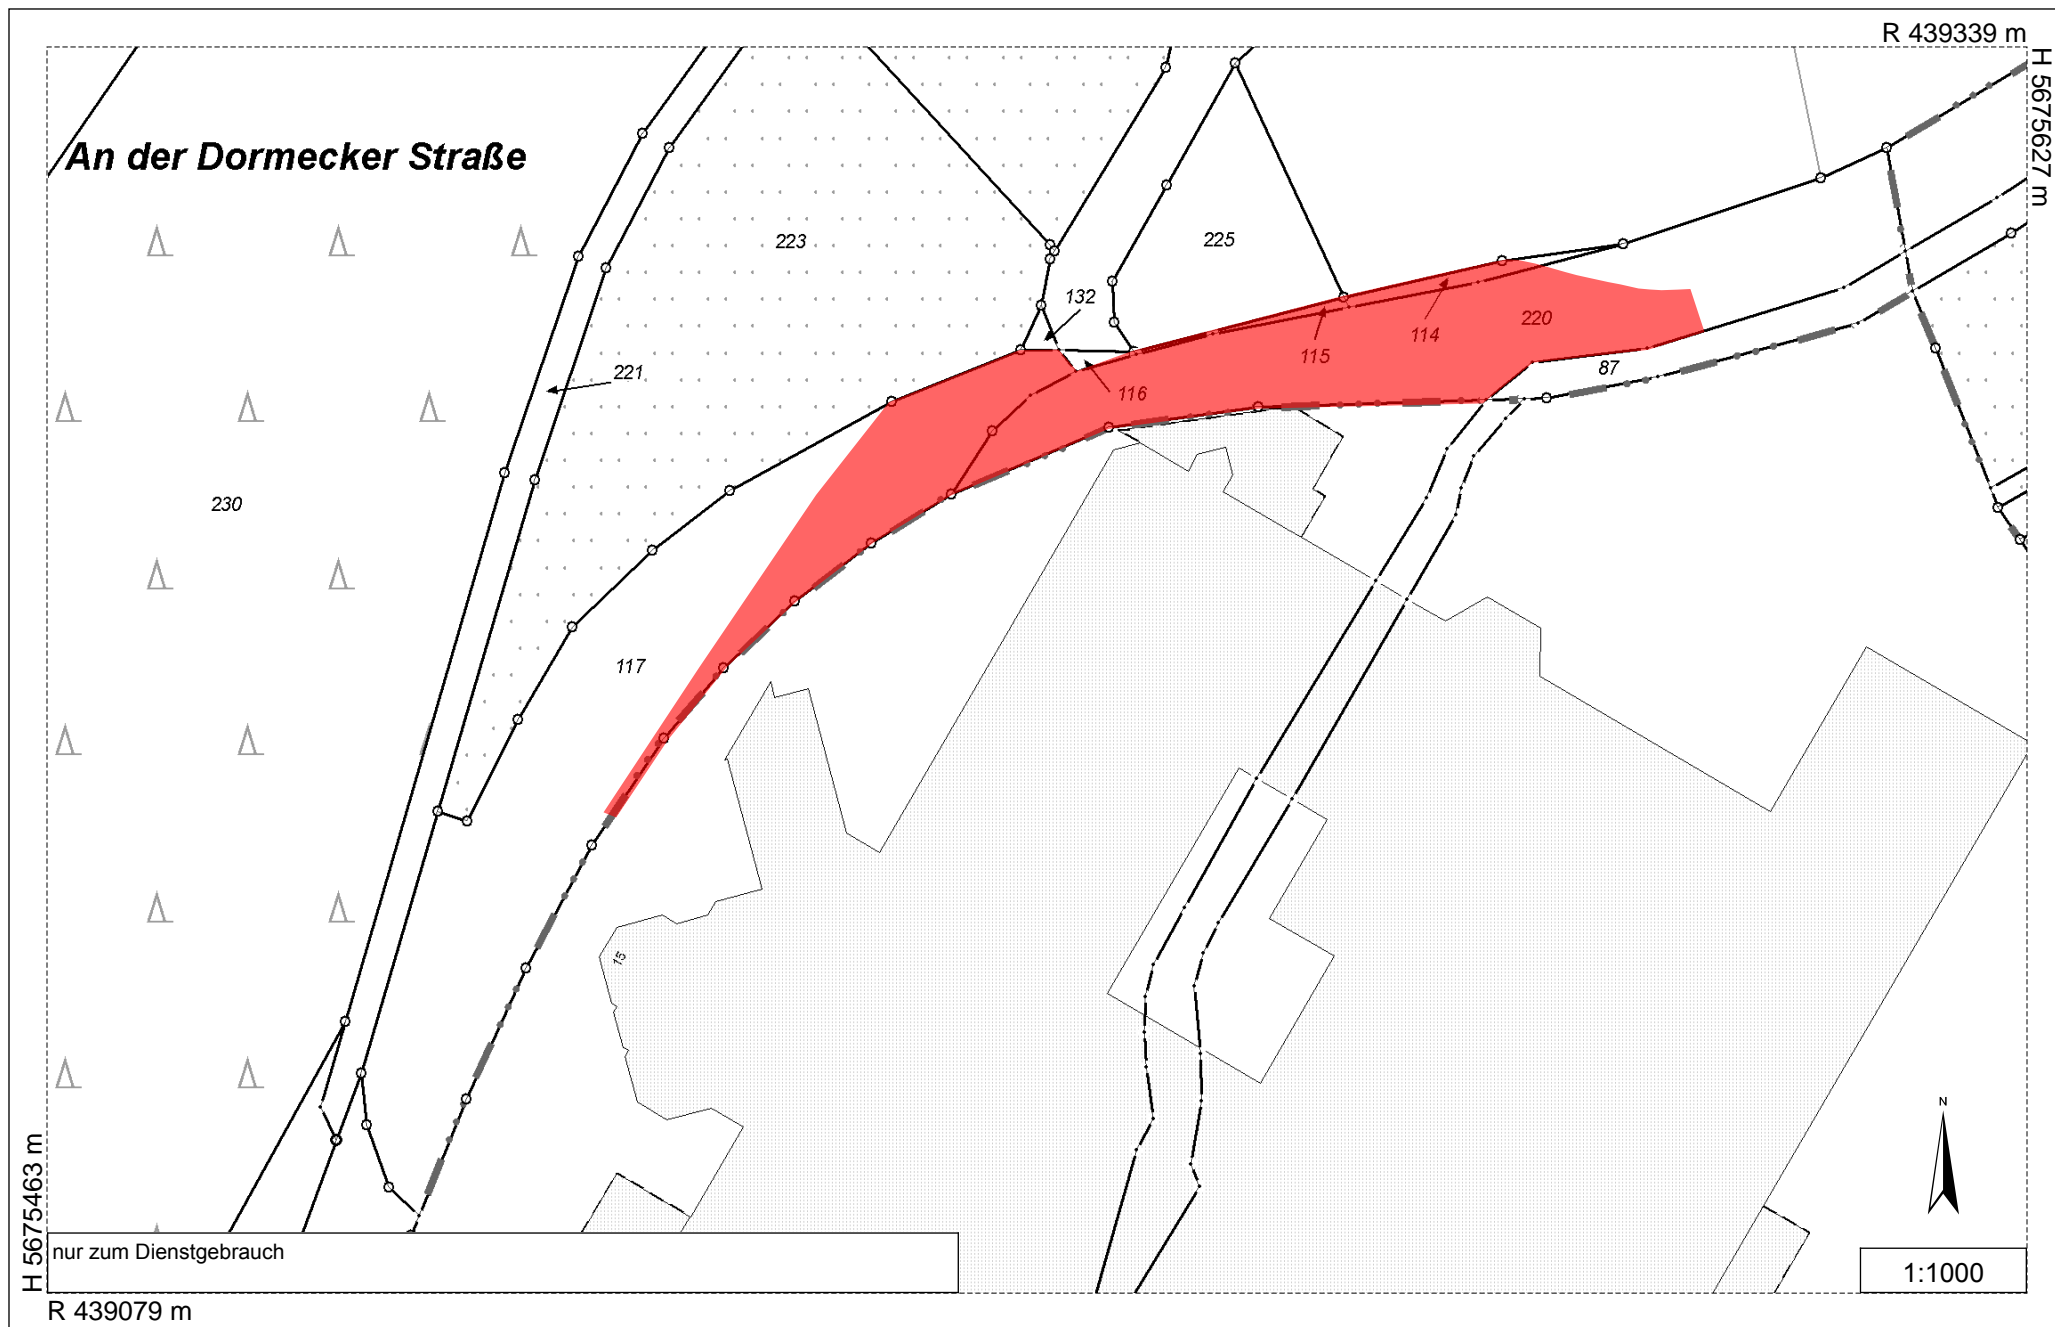 R 439339 m
H 5675627 m
An der Dormecker Straße
223
225
132
220
114
115
87
221
116
230
117
15
N
H 5675463 m
nur zum Dienstgebrauch
1:1000
R 439079 m